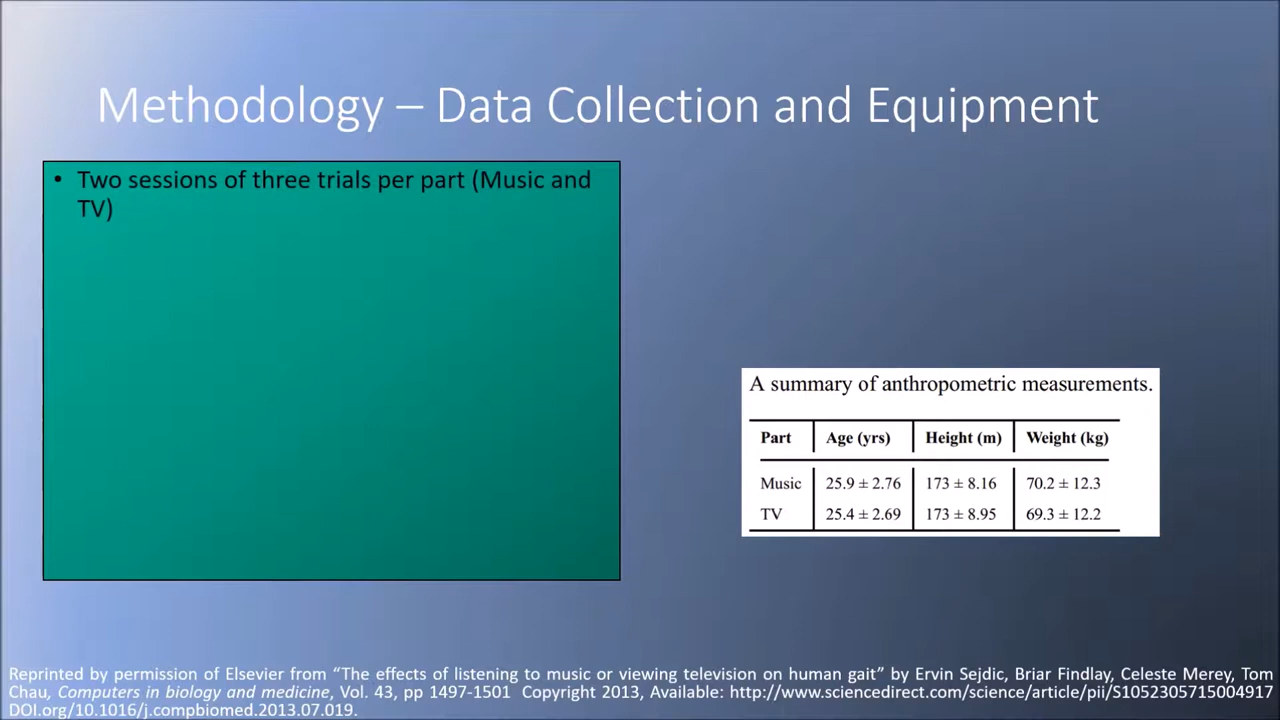 Methodology – Data Collection and Equipment
• Two sessions of three trials per part (Music and
TV)
A summary of anthropometric measurements.
Part Age (yrs) Height (m) Weight (kg)
Music 25.9 ± 2.76 173 ± 8.16 70.2 ± 12.3
TV 25.4 ± 2.69 173 ± 8.95 69.3 ± 12.2
Reprinted by permission of Elsevier from “The effects of listening to music or viewing television on human gait” by Ervin Sejdic, Briar Findlay, Celeste Merey, Tom
Chau, Computers in biology and medicine, Vol. 43, pp 1497-1501 Copyright 2013, Available: http://www.sciencedirect.com/science/article/pii/S1052305715004917
DOI.org/10.1016/j.compbiomed.2013.07.019.